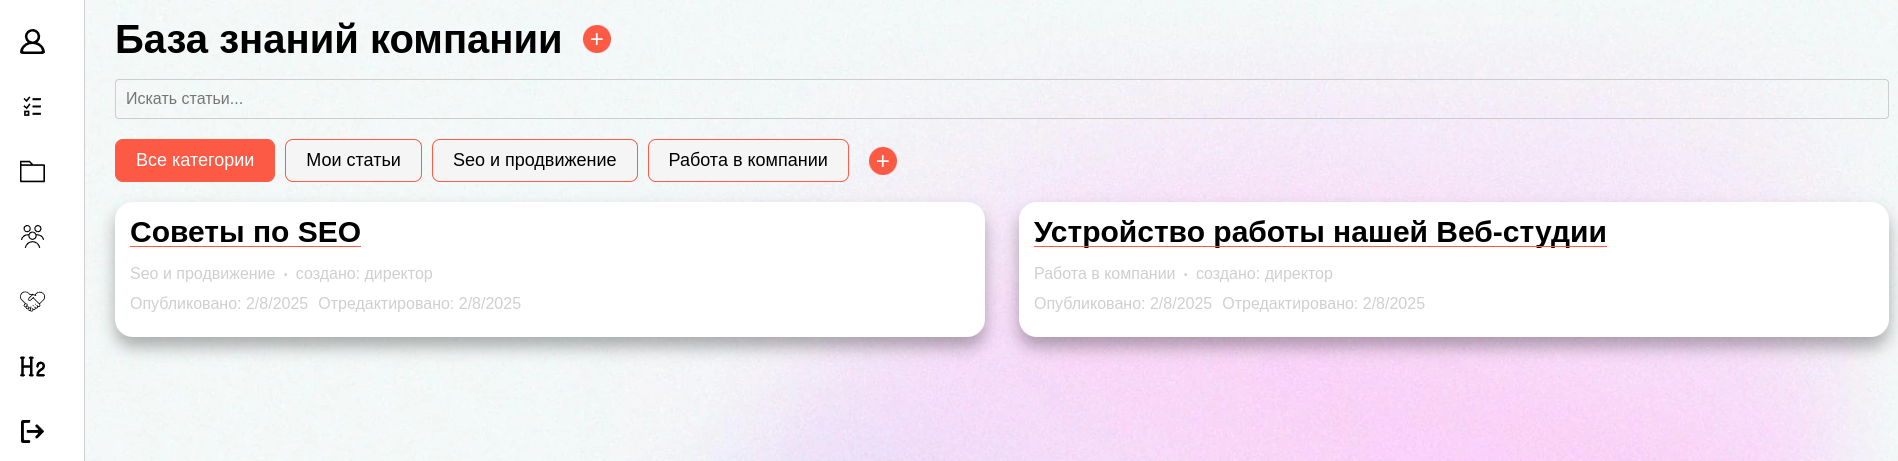 База знаний компании
Искать статьи...
Все категории Мои статьи Seo и продвижение Работа в компании
Советы по SEO
Seo и продвижение · создано: директор
Опубликовано: 2/8/2025 Отредактировано: 2/8/2025
Устройство работы нашей Веб-студии
Работа в компании · создано: директор
Опубликовано: 2/8/2025 Отредактировано: 2/8/2025
H2